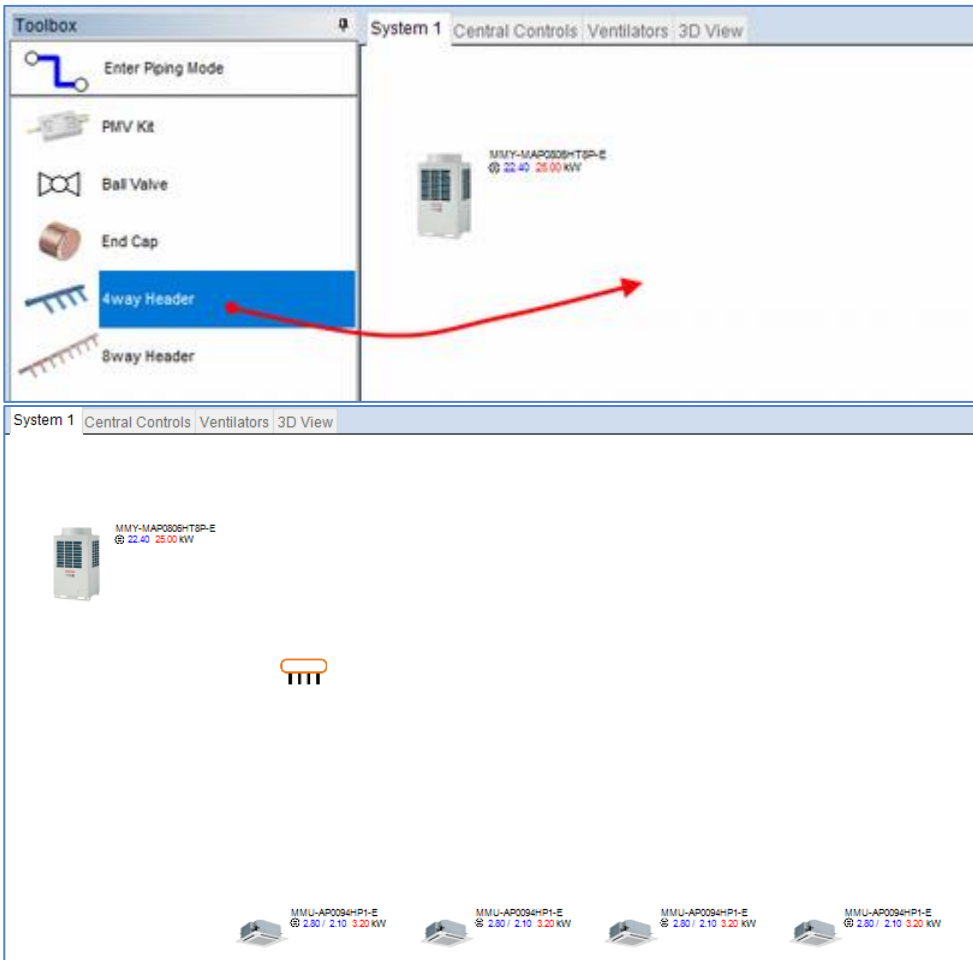 Toolbox
System 1 Central Controls Ventilators 3D View
Enter Piping Mode
PMV Kit
Ball Valve
End Cap
4way Header
8way Header
MMY-MAP0806HT8P-E
22.40 25.00 kW
System 1 Central Controls Ventilators 3D View
MMY-MAP0806HT8P-E
22.40 25.00 kW
MMU-AP0094HP1-E
2.80 / 2.10 3.20 kW
MMU-AP0094HP1-E
2.80 / 2.10 3.20 kW
MMU-AP0094HP1-E
2.80 / 2.10 3.20 kW
MMU-AP0094HP1-E
2.80 / 2.10 3.20 kW